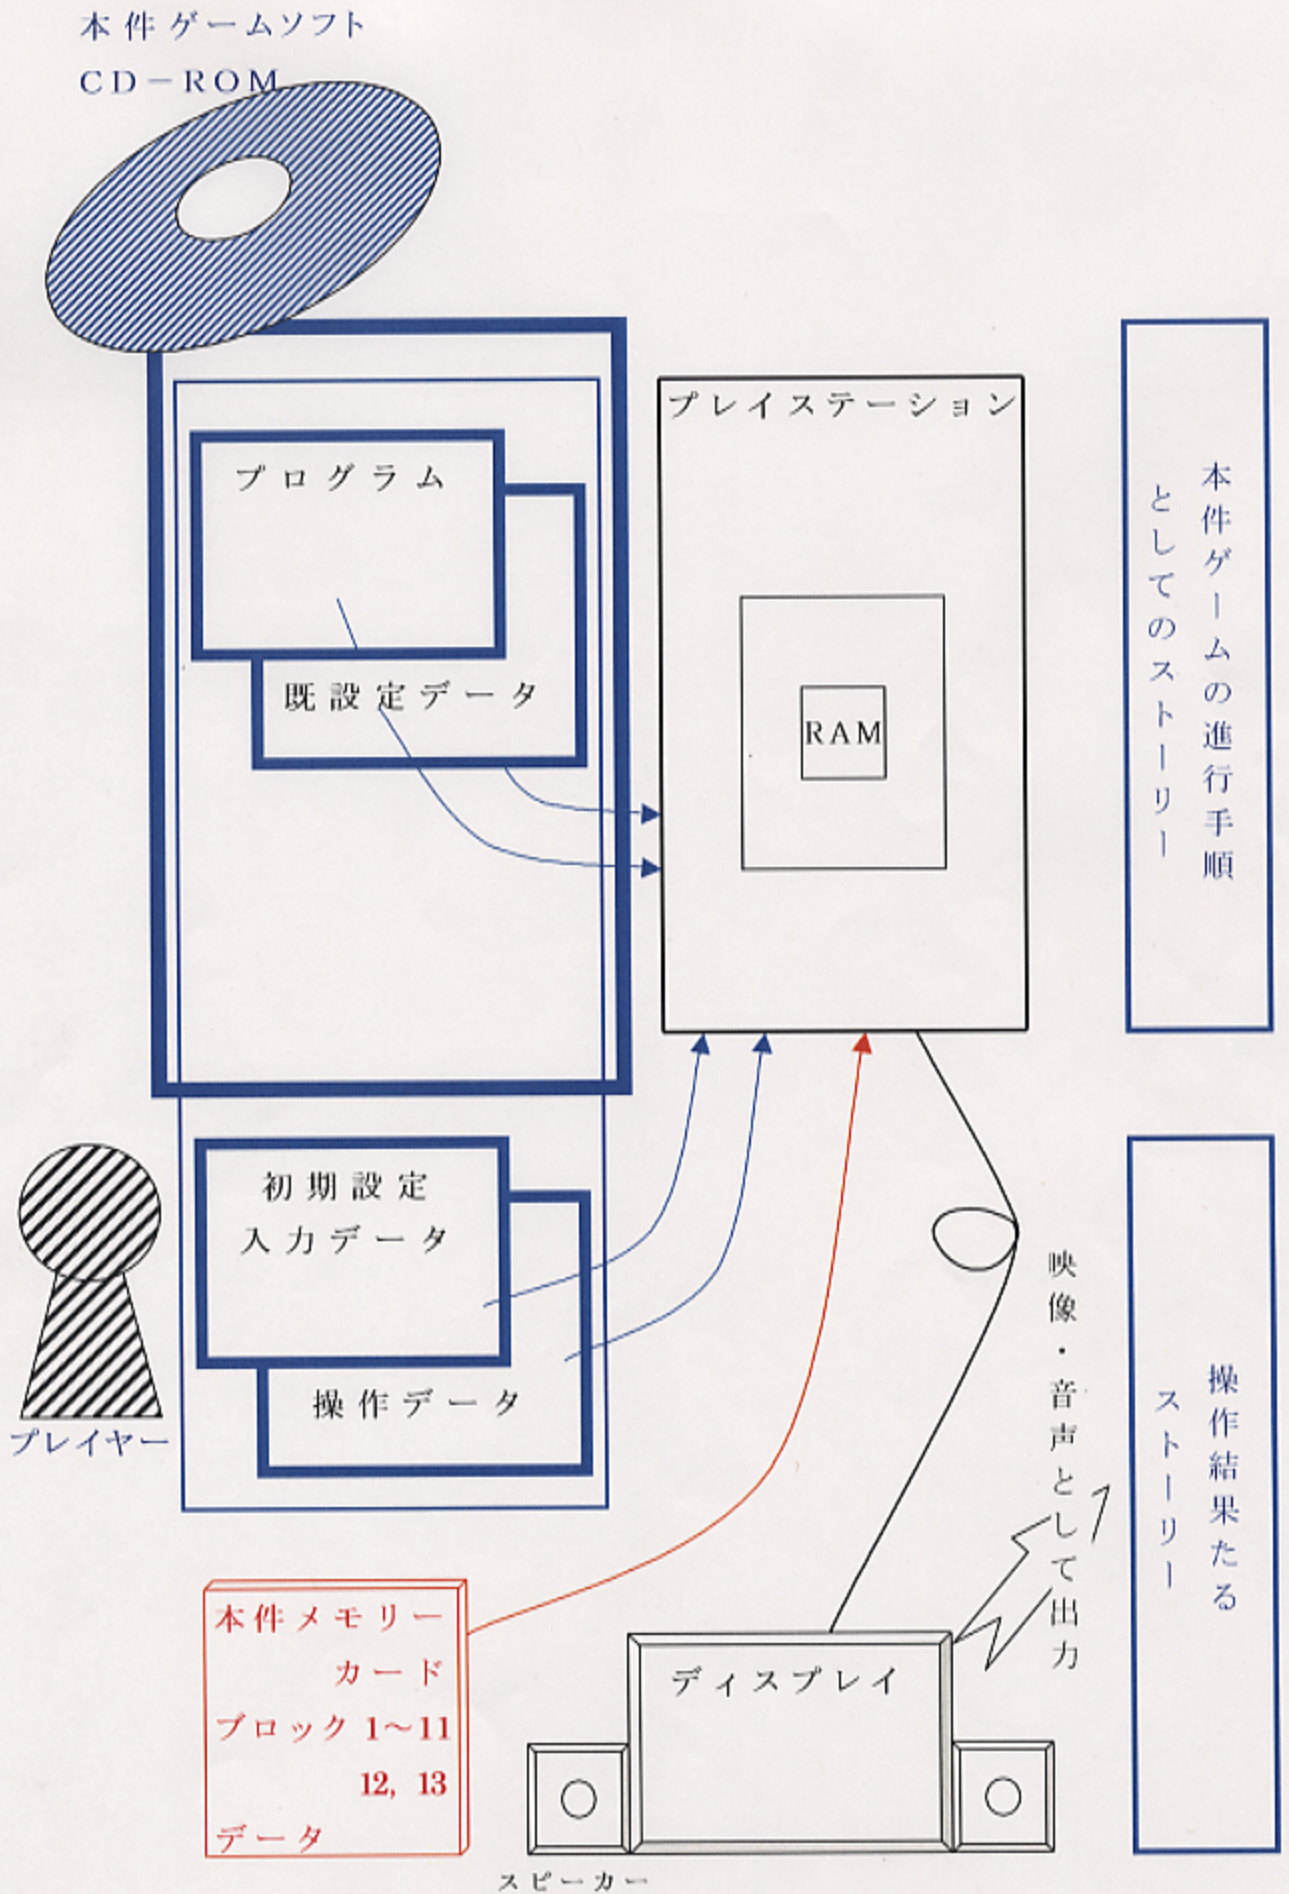 本件ゲームソフト
CD－ROM
プログラム
既設定データ
プレイステーション
RAM
本件ゲームの進行手順
としてのストーリー
初期設定
入力データ
操作データ
プレイヤー
映像・音声として出力
操作結果たる
ストーリー
本件メモリー
カード
ブロック 1～11
12, 13
データ
ディスプレイ
スピーカー